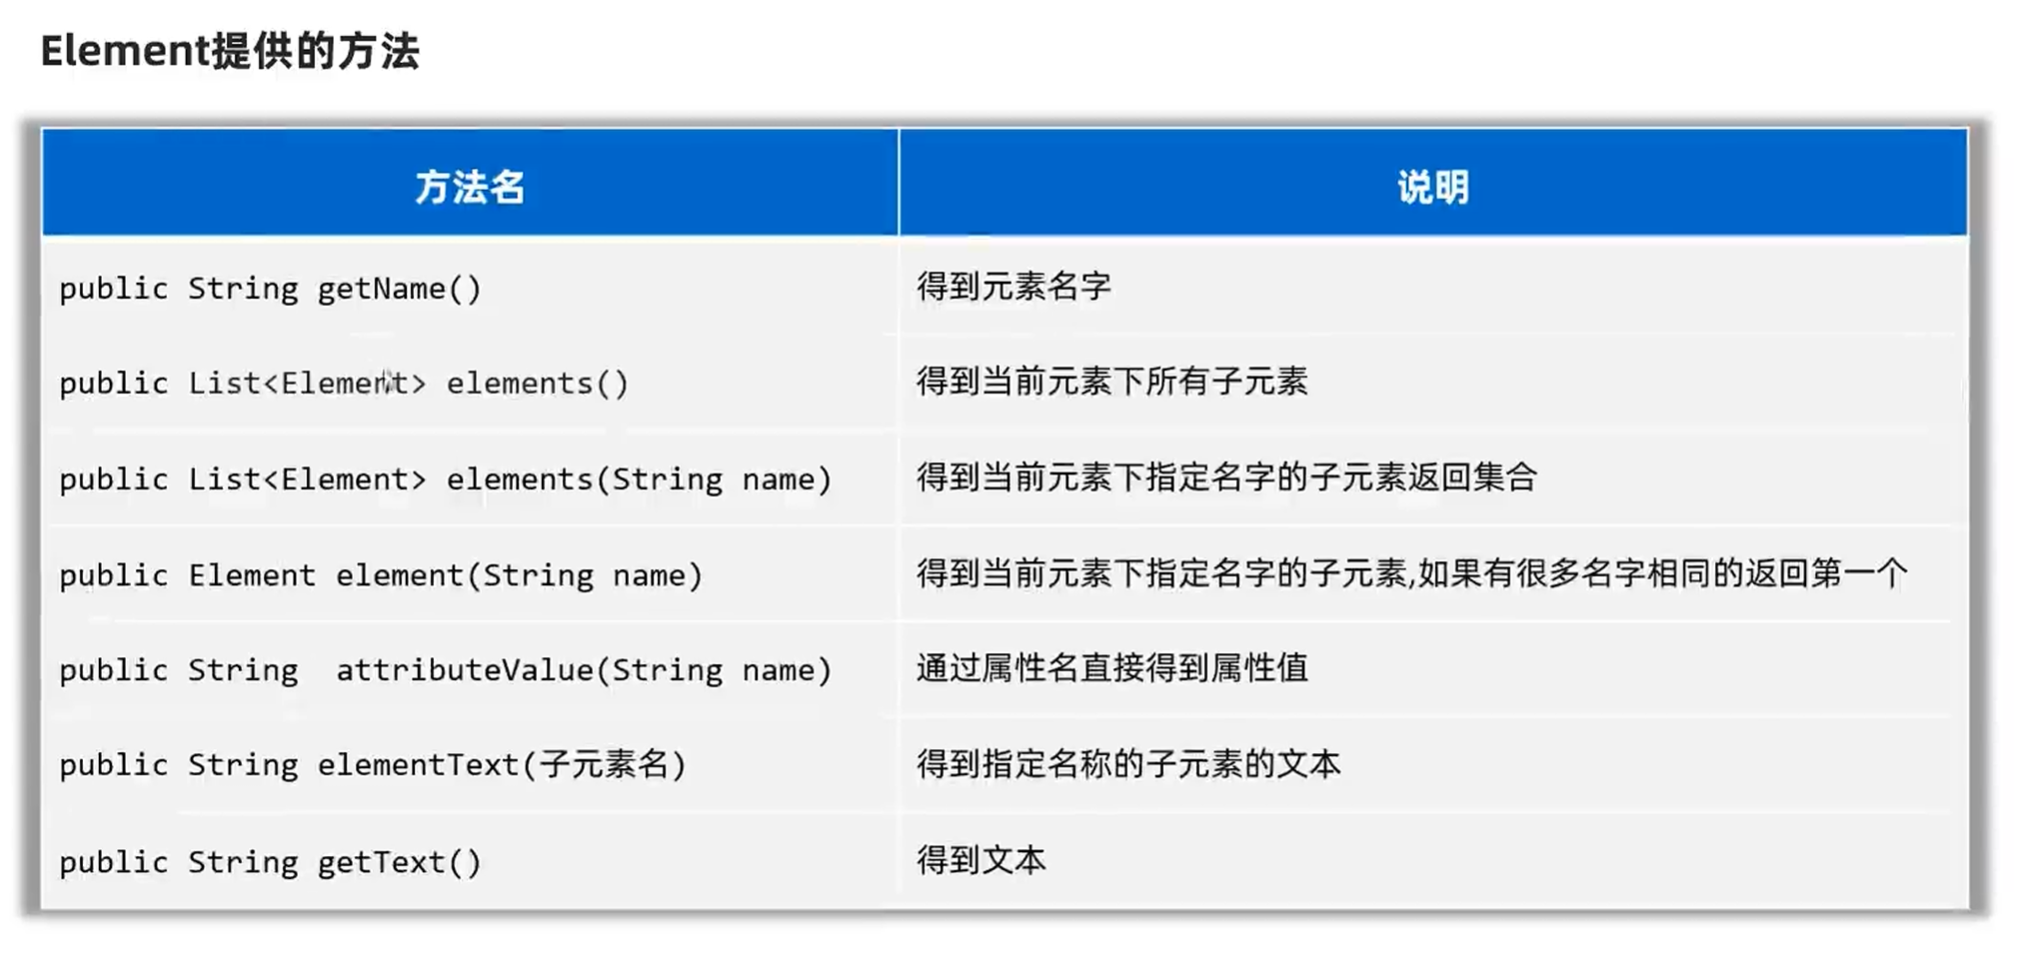 Element提供的方法
方法名 说明
public String getName() 得到元素名字
public List<Element> elements() 得到当前元素下所有子元素
public List<Element> elements(String name) 得到当前元素下指定名字的子元素返回集合
public Element element(String name) 得到当前元素下指定名字的子元素,如果有很多名字相同的返回第一个
public String  attributeValue(String name) 通过属性名直接得到属性值
public String elementText(子元素名) 得到指定名称的子元素的文本
public String getText() 得到文本